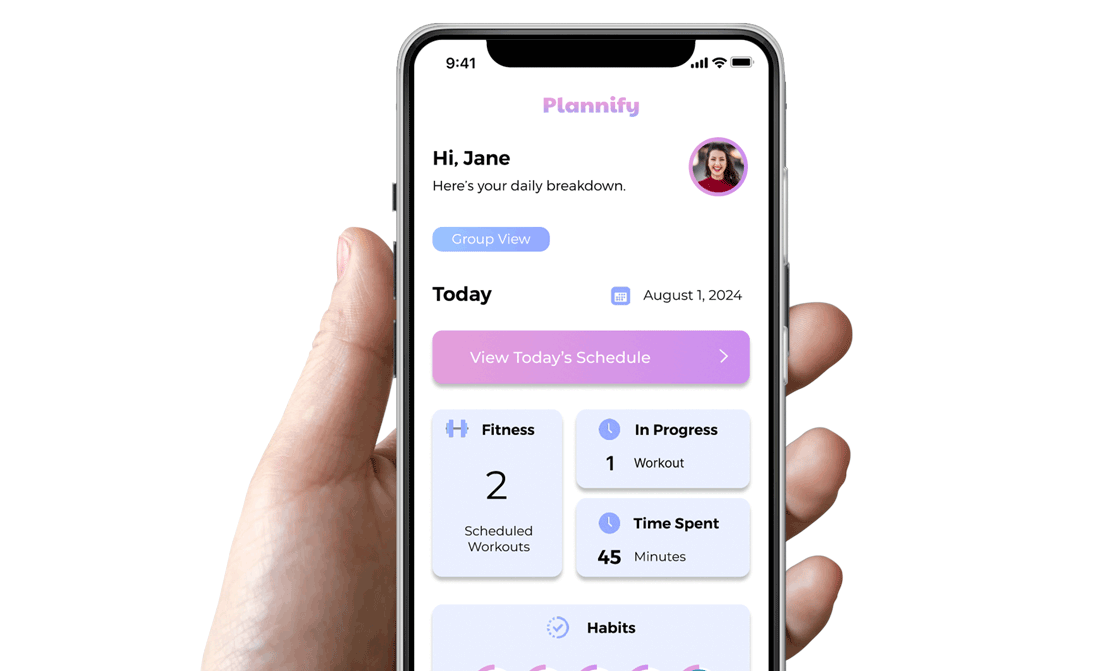 9:41
Plannify
Hi, Jane
Here's your daily breakdown.
Group View
Today
August 1, 2024
View Today's Schedule
Fitness
2
Scheduled
Workouts
In Progress
1 Workout
Time Spent
45 Minutes
Habits